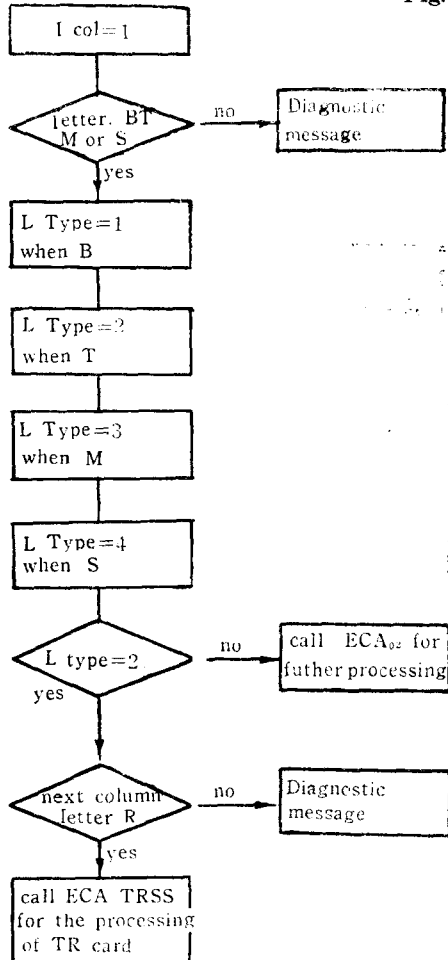 Fig.
I col=1
letter. BT
M or S
no
Diagnostic
message
yes
L Type=1
when B
L Type=2
when T
L Type=3
when M
L Type=4
when S
L type=2
no
call ECA₀₂ for
futher processing
yes
next column
letter R
no
Diagnostic
message
yes
call ECA TRSS
for the processing
of TR card